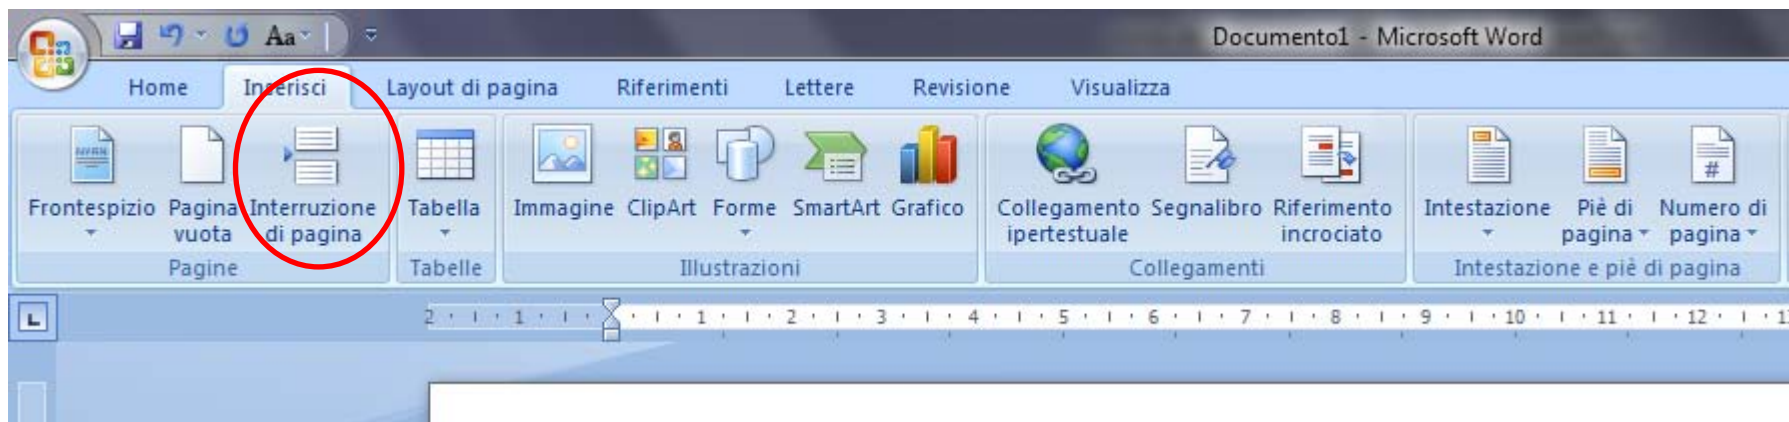 Aa
Documento1 - Microsoft Word
Home Inserisci Layout di pagina Riferimenti Lettere Revisione Visualizza
Frontespizio Pagina Interruzione Tabella Immagine ClipArt Forme SmartArt Grafico Collegamento Segnalibro Riferimento Intestazione Piè di Numero di
vuota di pagina ipertestuale incrociato pagina pagina
Pagine Tabelle Illustrazioni Collegamenti Intestazione e piè di pagina
L 2 1 1 2 3 4 5 6 7 8 9 10 11 12